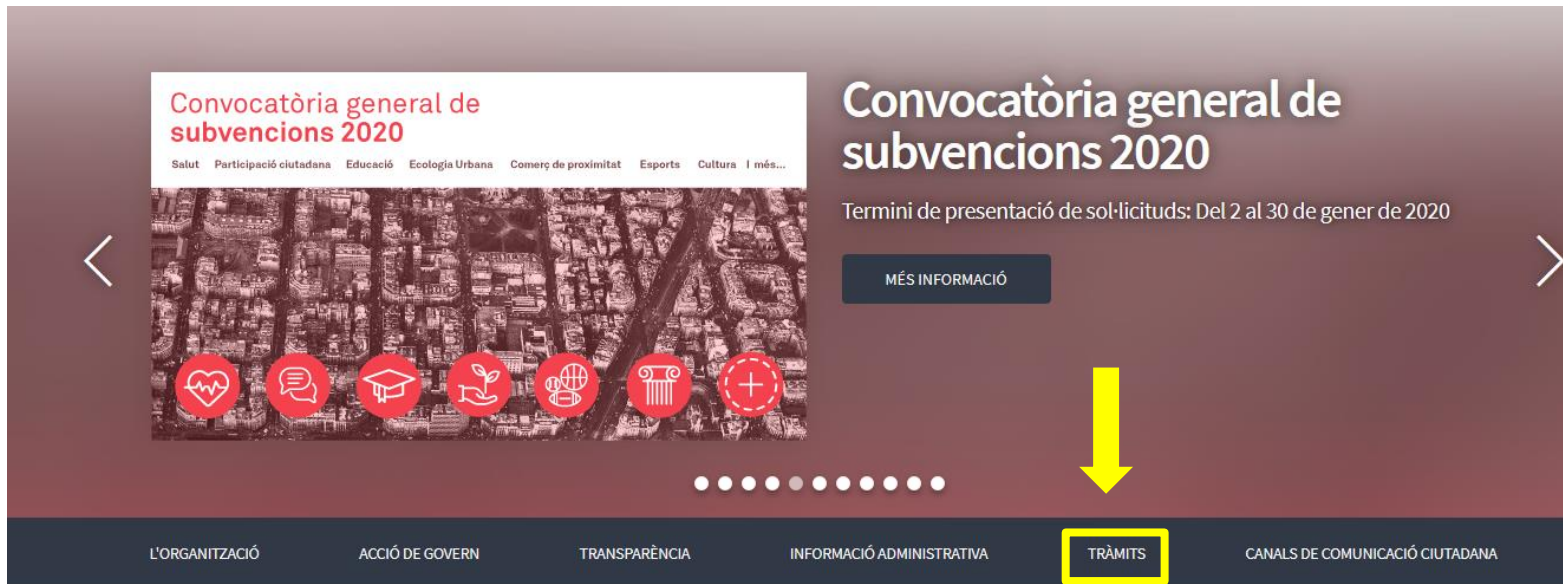 Convocatòria general de
subvencions 2020
Salut Participació ciutadana Educació Ecologia Urbana Comerç de proximitat Esports Cultura I més...
Convocatòria general de
subvencions 2020
Termini de presentació de sol·licituds: Del 2 al 30 de gener de 2020
MÉS INFORMACIÓ
L'ORGANITZACIÓ ACCIÓ DE GOVERN TRANSPARÈNCIA INFORMACIÓ ADMINISTRATIVA TRÀMITS CANALS DE COMUNICACIÓ CIUTADANA